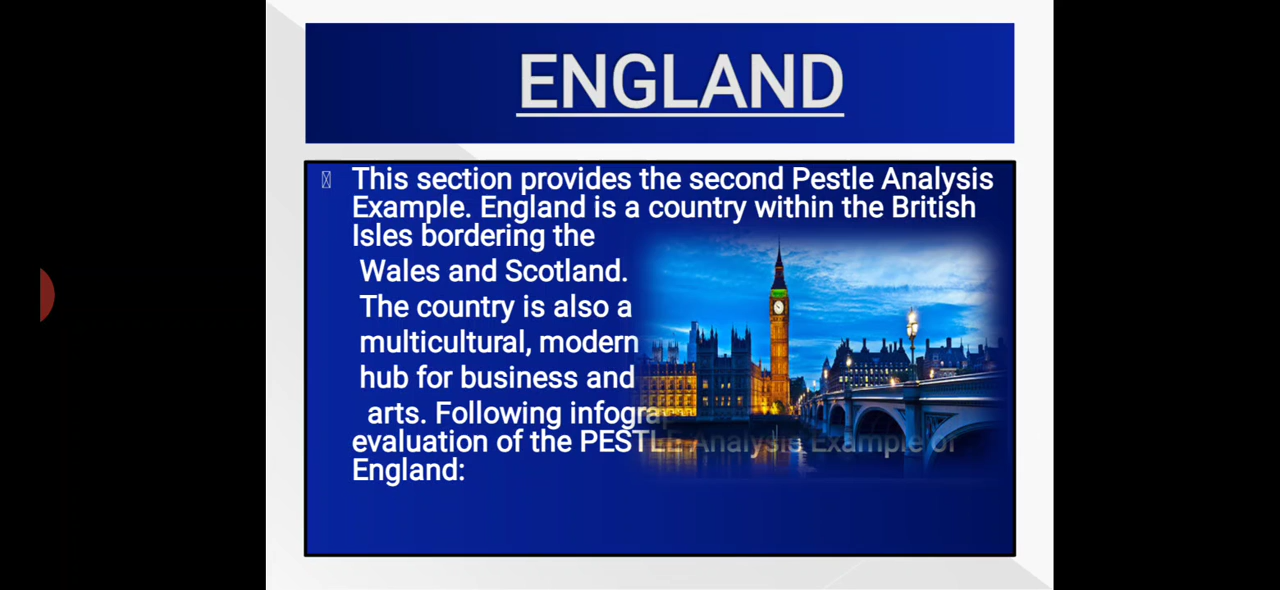 ENGLAND
This section provides the second Pestle Analysis
Example. England is a country within the British
Isles bordering the
Wales and Scotland.
The country is also a
multicultural, modern
hub for business and
arts. Following
evaluation of the PESTLE Analysis Example of
England: